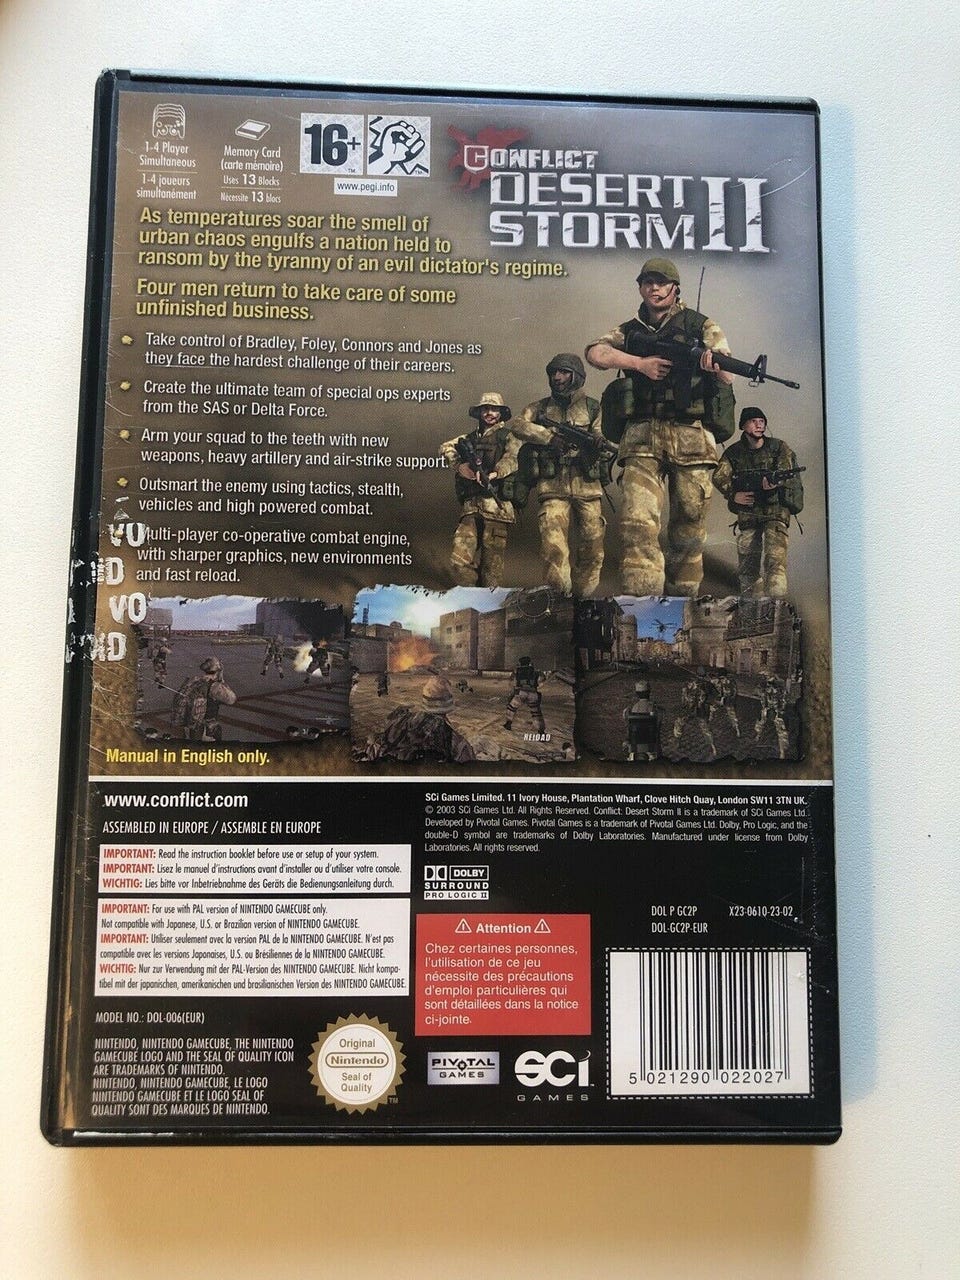 1-4 Player
Simultaneous
1-4 joueurs
simultanément
Memory Card
(carte mémoire)
Uses 13 Blocks
Nécessite 13 blocs
16+
™
www.pegi.info
CONFLICT
DESERT
STORM II
™
As temperatures soar the smell of
urban chaos engulfs a nation held to
ransom by the tyranny of an evil dictator's regime.
Four men return to take care of some
unfinished business.
Take control of Bradley, Foley, Connors and Jones as
they face the hardest challenge of their careers.
Create the ultimate team of special ops experts
from the SAS or Delta Force.
Arm your squad to the teeth with new
weapons, heavy artillery and air-strike support.
Outsmart the enemy using tactics, stealth,
vehicles and high powered combat.
Multi-player co-operative combat engine,
with sharper graphics, new environments
and fast reload.
VO
D
VO
D
RELOAD
Manual in English only.
www.conflict.com
ASSEMBLED IN EUROPE / ASSEMBLE EN EUROPE
IMPORTANT: Read the instruction booklet before use or setup of your system.
IMPORTANT: Lisez le manuel d'instructions avant d'installer ou d'utiliser votre console.
WICHTIG: Lies bitte vor Inbetriebnahme des Geräts die Bedienungsanleitung durch.
IMPORTANT: For use with PAL version of NINTENDO GAMECUBE only.
Not compatible with Japanese, U.S. or Brazilian version of NINTENDO GAMECUBE.
IMPORTANT: Utiliser seulement avec la version PAL de la NINTENDO GAMECUBE. N'est pas
compatible avec les versions Japonaises, U.S. ou Brésiliennes de la NINTENDO GAMECUBE.
WICHTIG: Nur zur Verwendung mit der PAL-Version des NINTENDO GAMECUBE. Nicht kompa-
tibel mit der japanischen, amerikanischen und brasilianischen Version des NINTENDO GAMECUBE.
MODEL NO.: DOL-006(EUR)
NINTENDO, NINTENDO GAMECUBE, THE NINTENDO
GAMECUBE LOGO AND THE SEAL OF QUALITY ICON
ARE TRADEMARKS OF NINTENDO.
NINTENDO, NINTENDO GAMECUBE, LE LOGO
NINTENDO GAMECUBE ET LE LOGO SEAL OF
QUALITY SONT DES MARQUES DE NINTENDO.
Original
Nintendo
Seal of
Quality
TM
SCi Games Limited. 11 Ivory House, Plantation Wharf, Clove Hitch Quay, London SW11 3TN UK.
© 2003 SCi Games Ltd. All Rights Reserved. Conflict: Desert Storm II is a trademark of SCi Games Ltd.
Developed by Pivotal Games. Pivotal Games is a trademark of Pivotal Games Ltd. Dolby, Pro Logic, and the
double-D symbol are trademarks of Dolby Laboratories. Manufactured under license from Dolby
Laboratories. All rights reserved.
DOLBY
SURROUND
PRO LOGIC II
DOL P GC2P X23-0610-23-02
DOL-GC2P-EUR
Attention
Chez certaines personnes,
l'utilisation de ce jeu
nécessite des précautions
d'emploi particulières qui
sont détaillées dans la notice
ci-jointe.
PIVOTAL
GAMES
SCi
GAMES
5 021290 022027